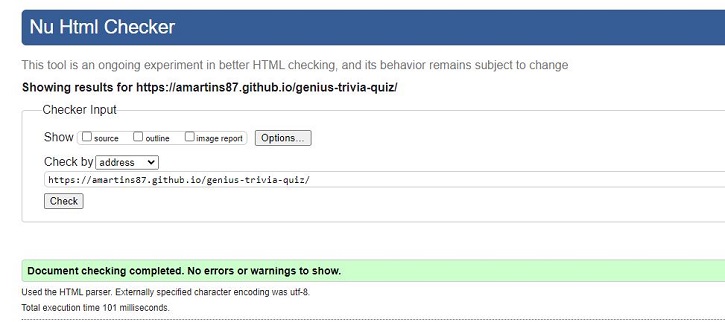 Nu Html Checker
This tool is an ongoing experiment in better HTML checking, and its behavior remains subject to change
Showing results for https://amartins87.github.io/genius-trivia-quiz/
Checker Input
Show source outline image report Options...
Check by address
https://amartins87.github.io/genius-trivia-quiz/
Check
Document checking completed. No errors or warnings to show.
Used the HTML parser. Externally specified character encoding was utf-8.
Total execution time 101 milliseconds.